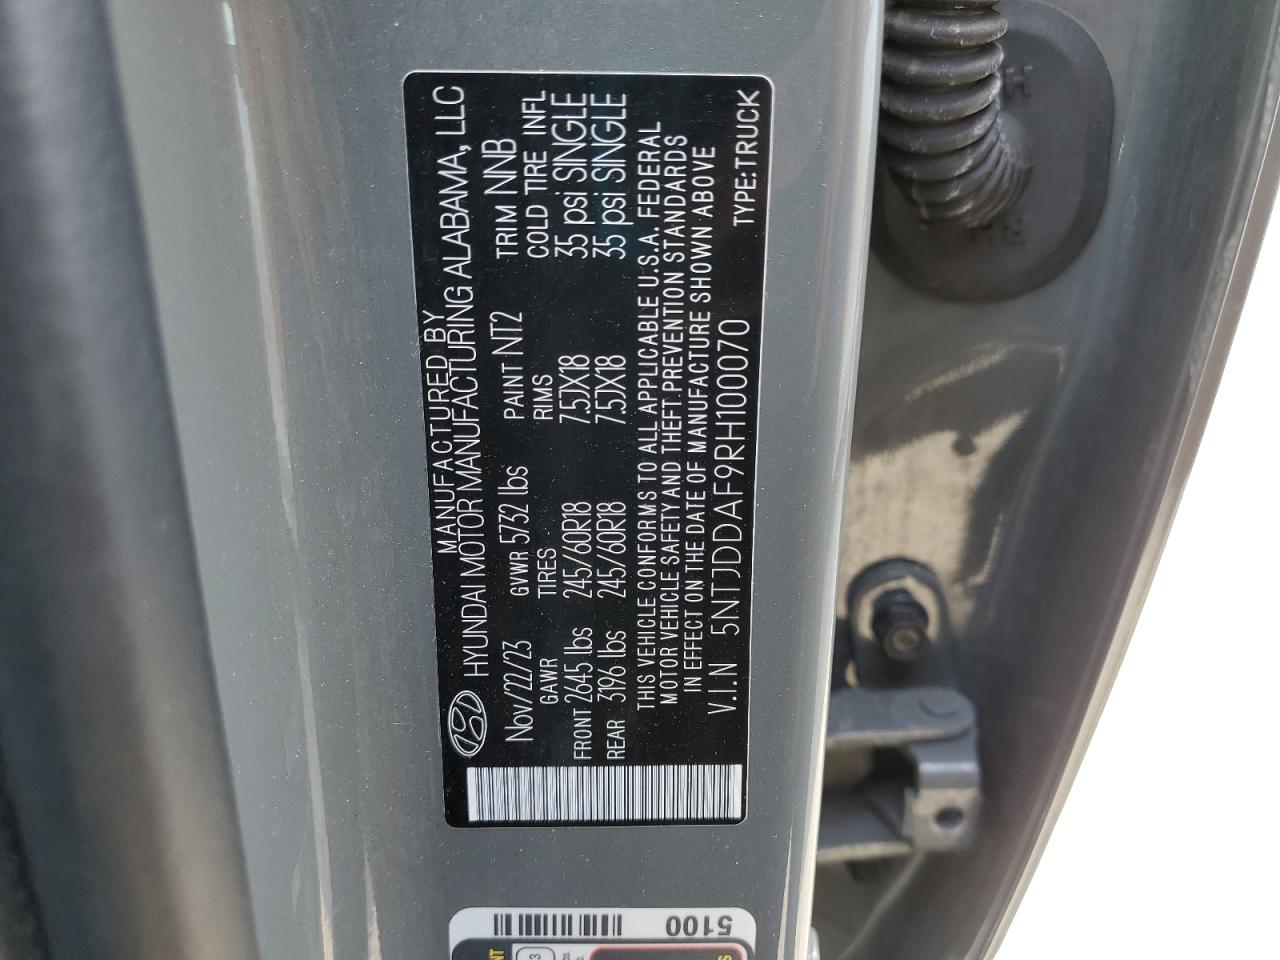 MANUFACTURED BY
HYUNDAI MOTOR MANUFACTURING ALABAMA, LLC
Nov/22/23 GVWR 5732 lbs PAINT NT2 TRIM NNB
GAWR TIRES RIMS COLD TIRE INFL
FRONT 2645 lbs 245/60R18 7.5JX18 35 psi SINGLE
REAR 3196 lbs 245/60R18 7.5JX18 35 psi SINGLE
THIS VEHICLE CONFORMS TO ALL APPLICABLE U.S.A. FEDERAL
MOTOR VEHICLE SAFETY AND THEFT PREVENTION STANDARDS
IN EFFECT ON THE DATE OF MANUFACTURE SHOWN ABOVE
V.I.N 5NTJDDAF9RH100070 TYPE:TRUCK
5100